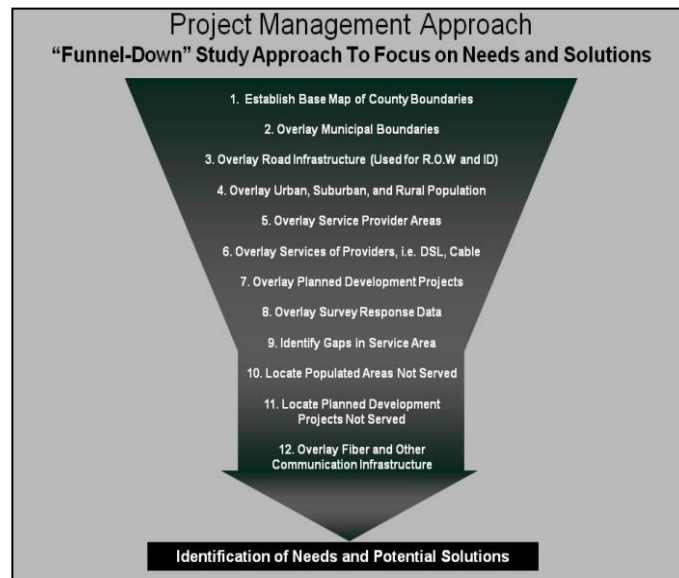 Project Management Approach
“Funnel-Down” Study Approach To Focus on Needs and Solutions
1. Establish Base Map of County Boundaries
2. Overlay Municipal Boundaries
3. Overlay Road Infrastructure (Used for R.O.W and ID)
4. Overlay Urban, Suburban, and Rural Population
5. Overlay Service Provider Areas
6. Overlay Services of Providers, i.e. DSL, Cable
7. Overlay Planned Development Projects
8. Overlay Survey Response Data
9. Identify Gaps in Service Area
10. Locate Populated Areas Not Served
11. Locate Planned Development
Projects Not Served
12. Overlay Fiber and Other
Communication Infrastructure
Identification of Needs and Potential Solutions